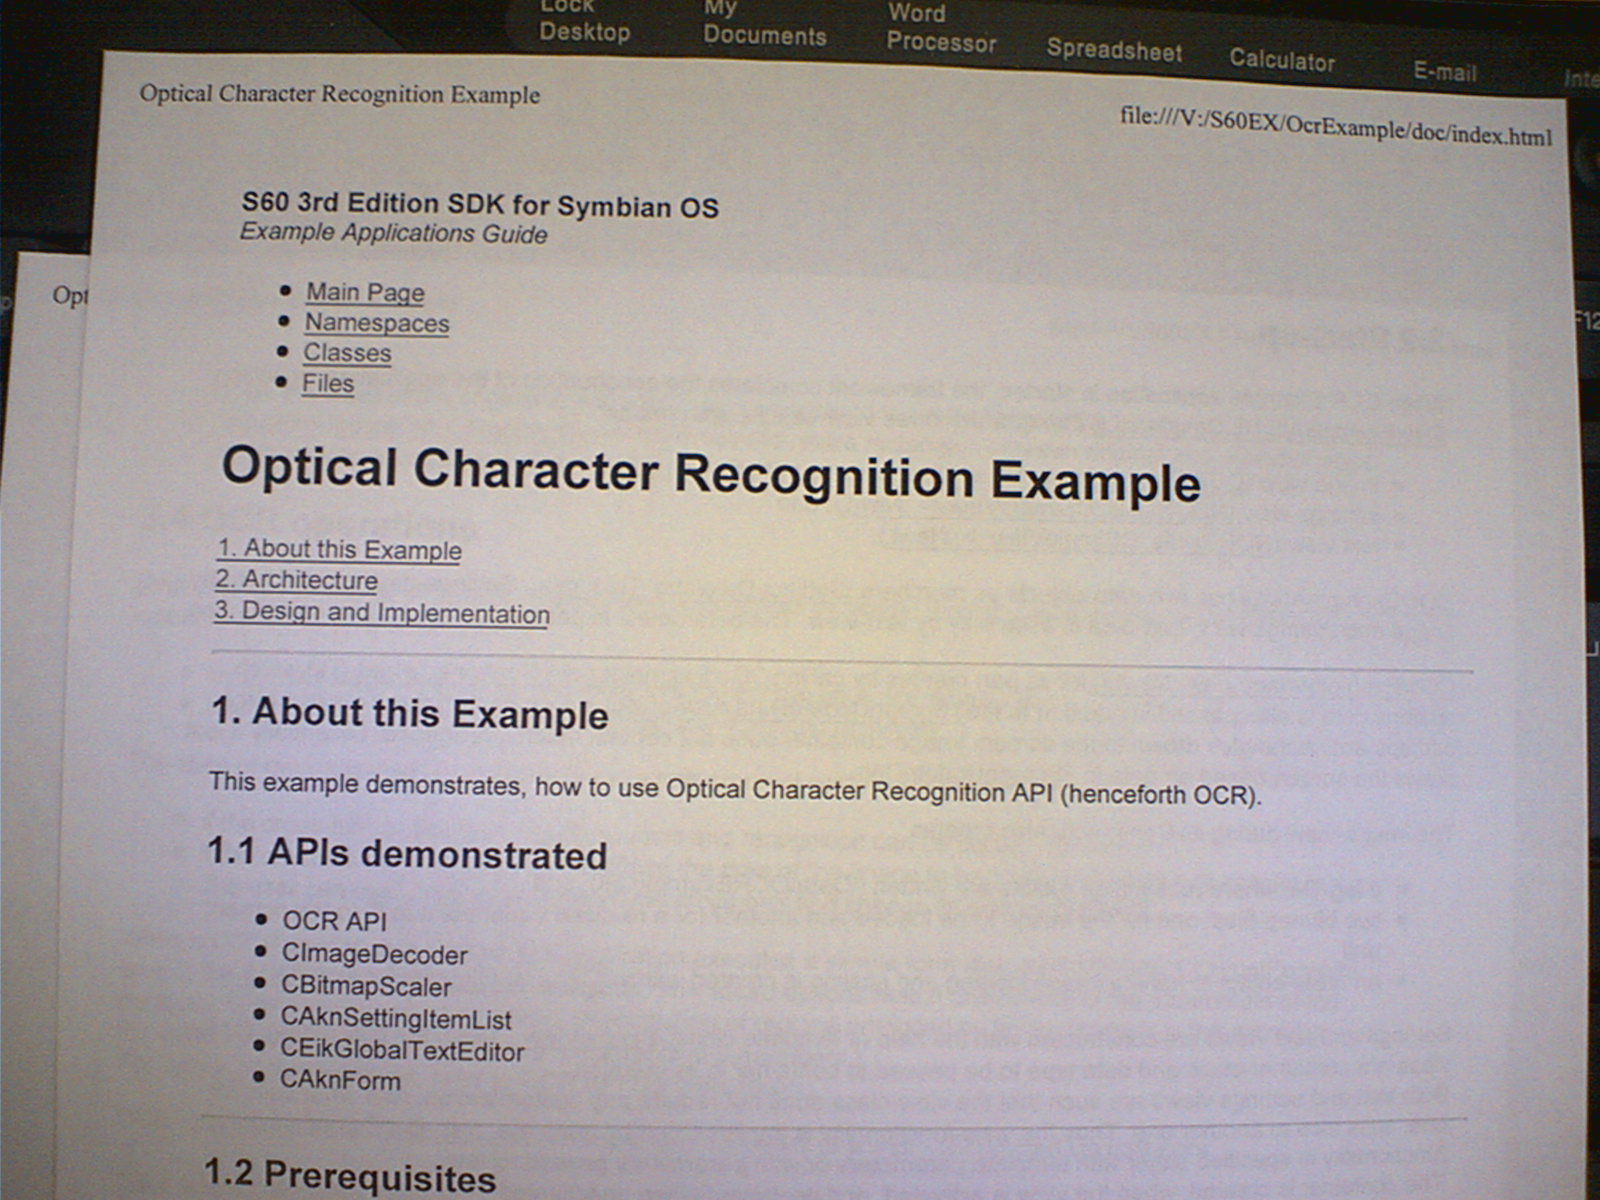 Lock
Desktop
My
Documents
Word
Processor
Spreadsheet
Calculator
E-mail
Optical Character Recognition Example
file:///V:/S60EX/OcrExample/doc/index.html
S60 3rd Edition SDK for Symbian OS
Example Applications Guide
Opt
F12
• Main Page
• Namespaces
• Classes
• Files
Optical Character Recognition Example
1. About this Example
2. Architecture
3. Design and Implementation
1. About this Example
This example demonstrates, how to use Optical Character Recognition API (henceforth OCR).
1.1 APIs demonstrated
• OCR API
• CImageDecoder
• CBitmapScaler
• CAknSettingItemList
• CEikGlobalTextEditor
• CAknForm
1.2 Prerequisites